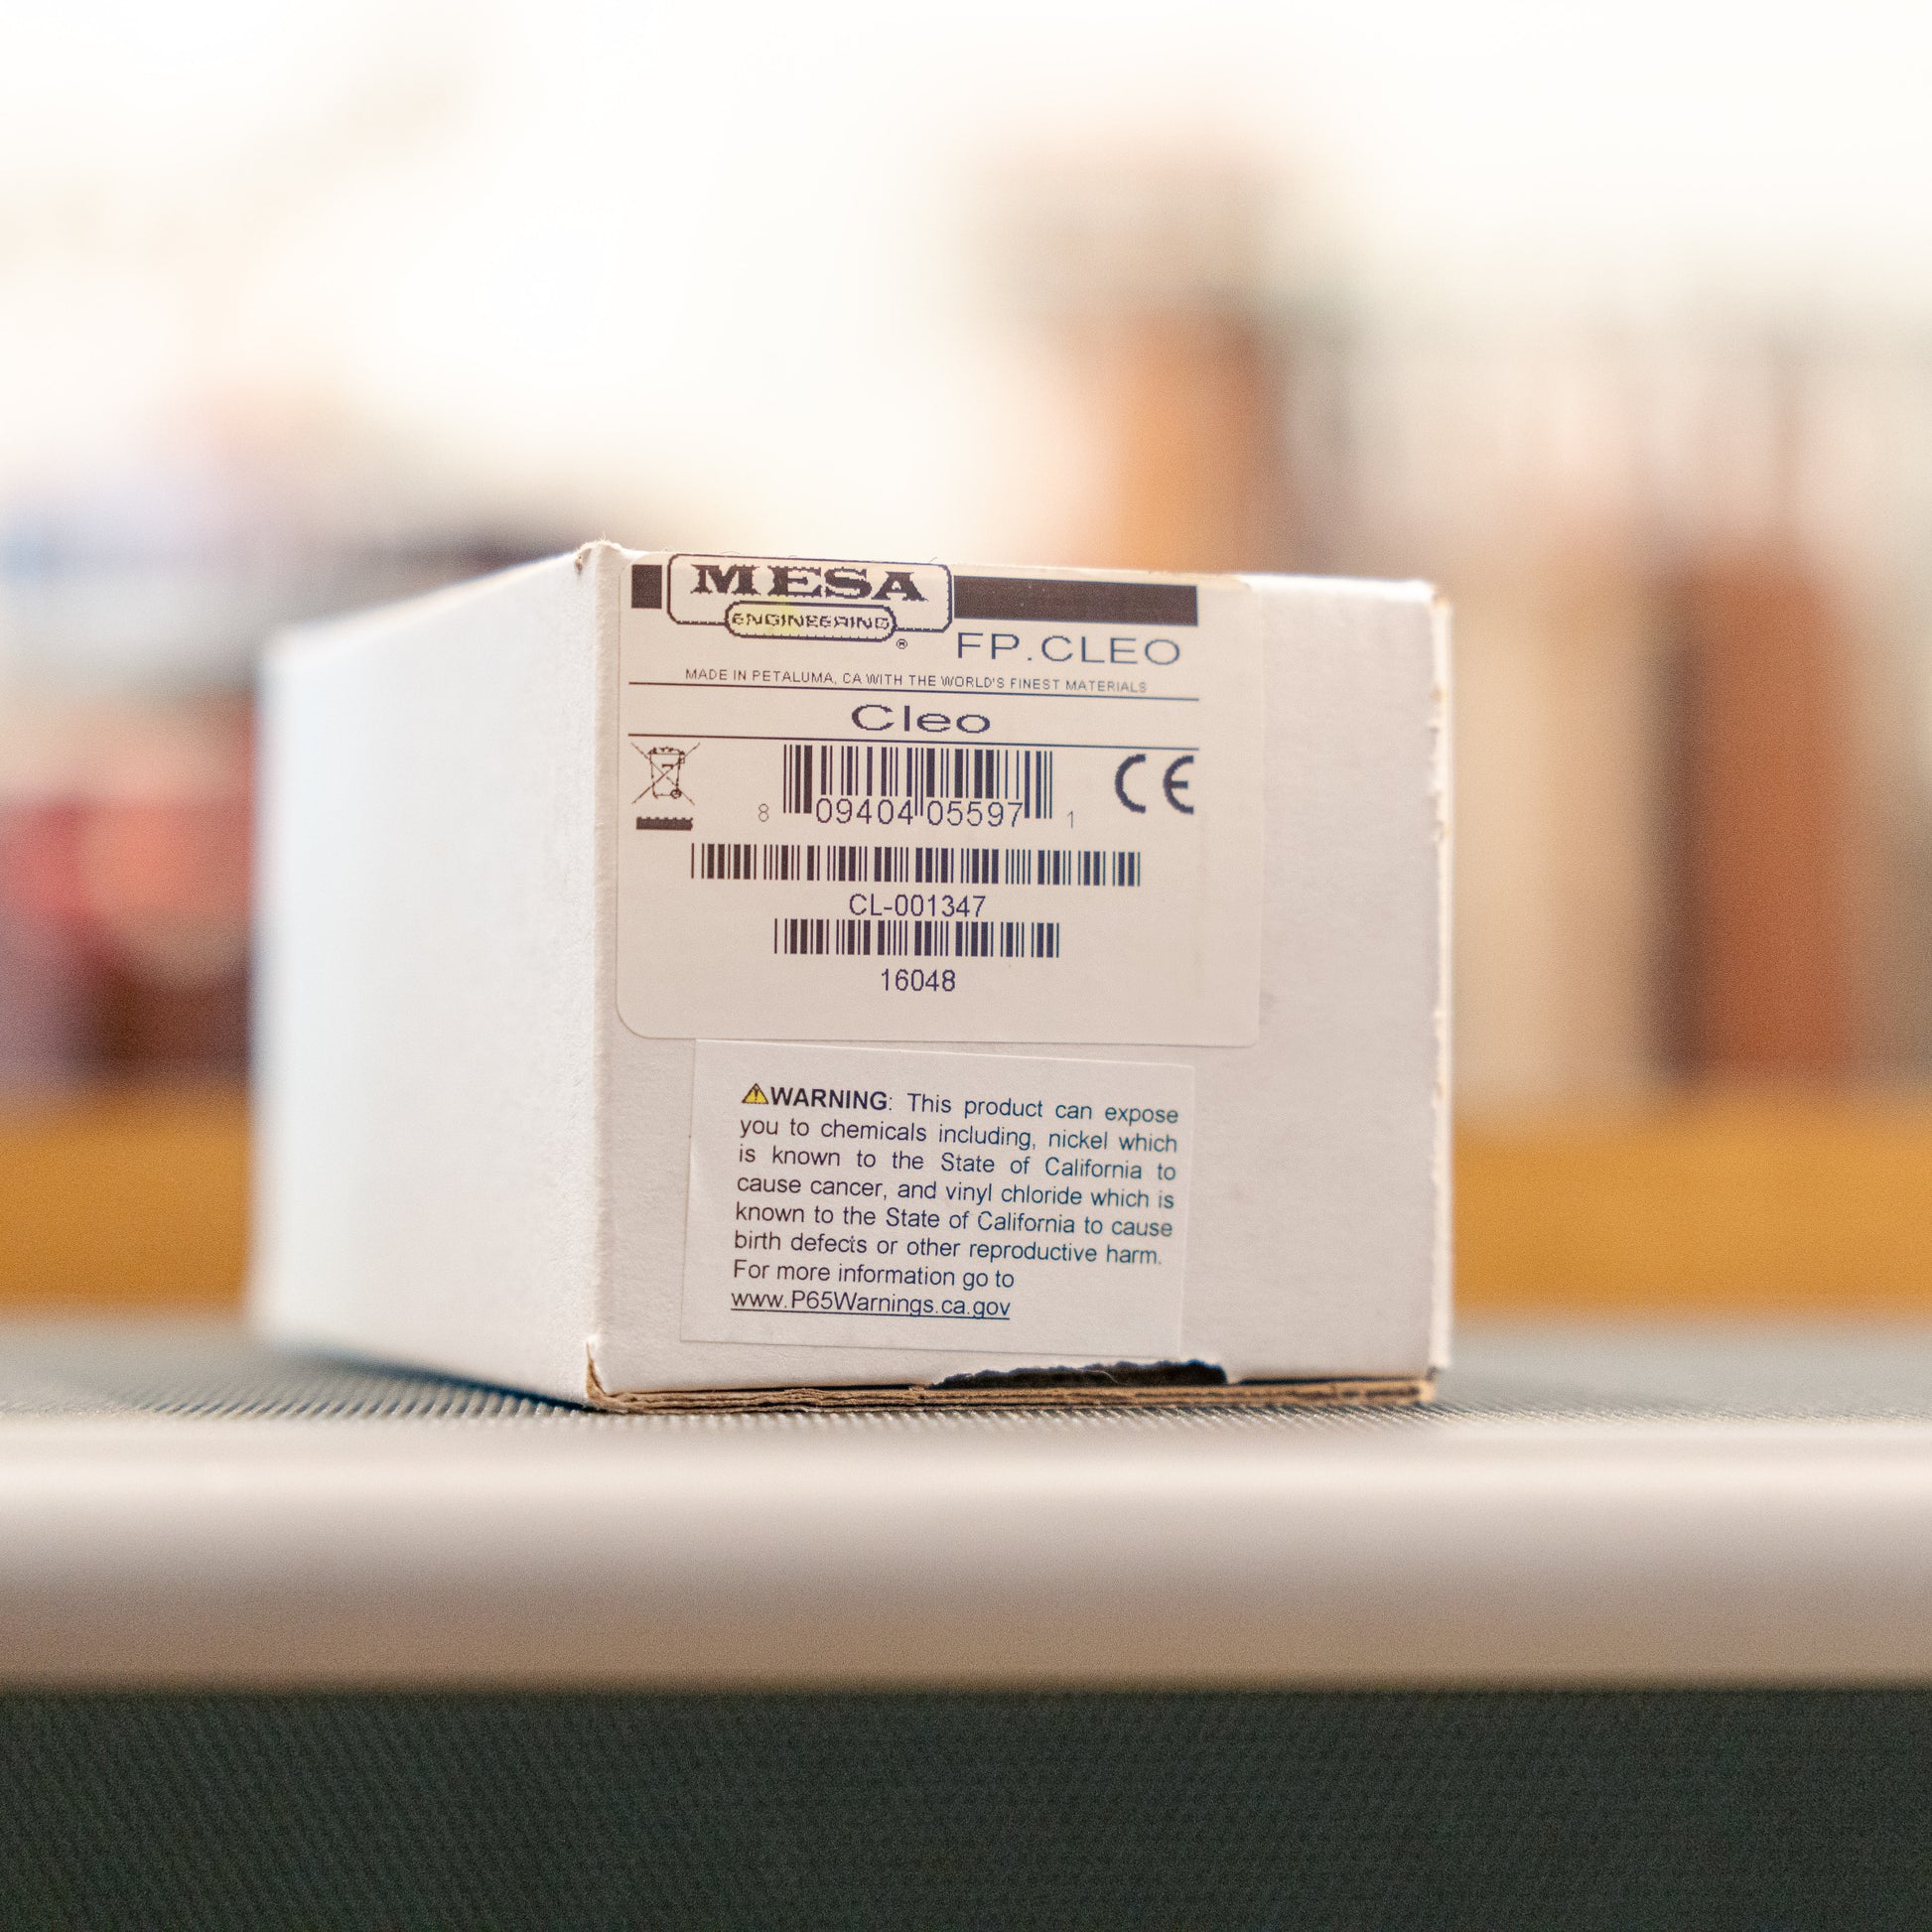 MESA
ENGINEERING
®
FP.CLEO
MADE IN PETALUMA, CA WITH THE WORLD'S FINEST MATERIALS
Cleo
CE
8 09404 05597 1
CL-001347
16048
WARNING: This product can expose
you to chemicals including, nickel which
is known to the State of California to
cause cancer, and vinyl chloride which is
known to the State of California to cause
birth defects or other reproductive harm.
For more information go to
www.P65Warnings.ca.gov